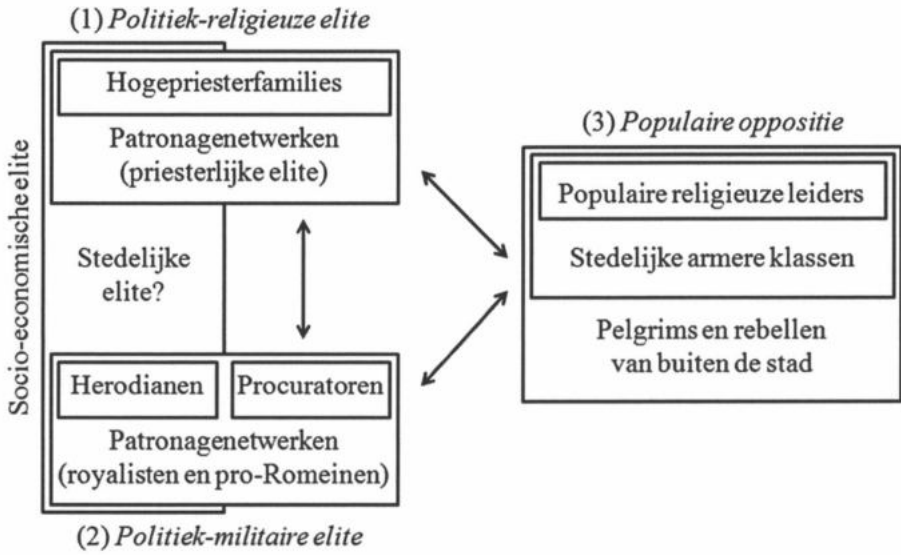 (1) Politiek-religieuze elite
Hogepriesterfamilies
Patronagenetwerken
(priesterlijke elite)
Socio-economische elite
Stedelijke
elite?
Herodianen
Procuratoren
Patronagenetwerken
(royalisten en pro-Romeinen)
(2) Politiek-militaire elite
(3) Populaire oppositie
Populaire religieuze leiders
Stedelijke armere klassen
Pelgrims en rebellen
van buiten de stad